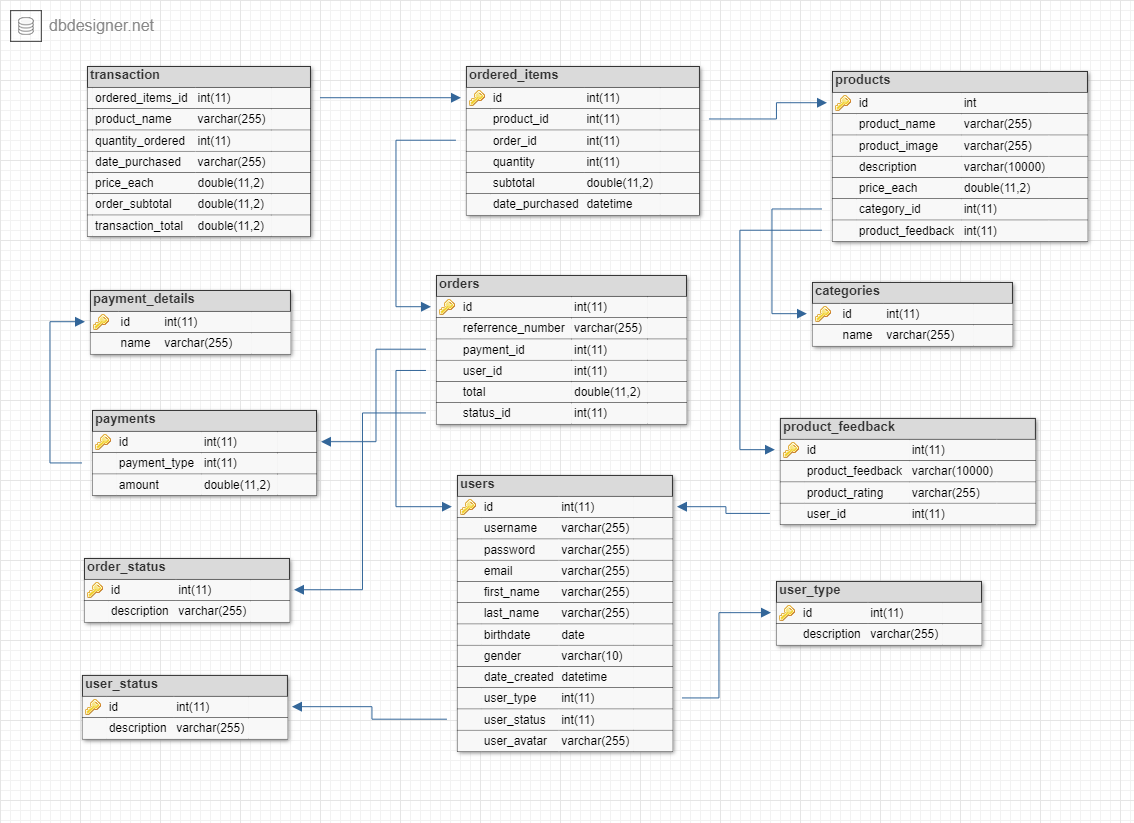 dbdesigner.net
transaction
ordered_items_id int(11)
product_name varchar(255)
quantity_ordered int(11)
date_purchased varchar(255)
price_each double(11,2)
order_subtotal double(11,2)
transaction_total double(11,2)
ordered_items
id int(11)
product_id int(11)
order_id int(11)
quantity int(11)
subtotal double(11,2)
date_purchased datetime
products
id int
product_name varchar(255)
product_image varchar(255)
description varchar(10000)
price_each double(11,2)
category_id int(11)
product_feedback int(11)
payment_details
id int(11)
name varchar(255)
orders
id int(11)
referrence_number varchar(255)
payment_id int(11)
user_id int(11)
total double(11,2)
status_id int(11)
categories
id int(11)
name varchar(255)
payments
id int(11)
payment_type int(11)
amount double(11,2)
product_feedback
id int(11)
product_feedback varchar(10000)
product_rating varchar(255)
user_id int(11)
users
id int(11)
username varchar(255)
password varchar(255)
email varchar(255)
first_name varchar(255)
last_name varchar(255)
birthdate date
gender varchar(10)
date_created datetime
user_type int(11)
user_status int(11)
user_avatar varchar(255)
order_status
id int(11)
description varchar(255)
user_type
id int(11)
description varchar(255)
user_status
id int(11)
description varchar(255)